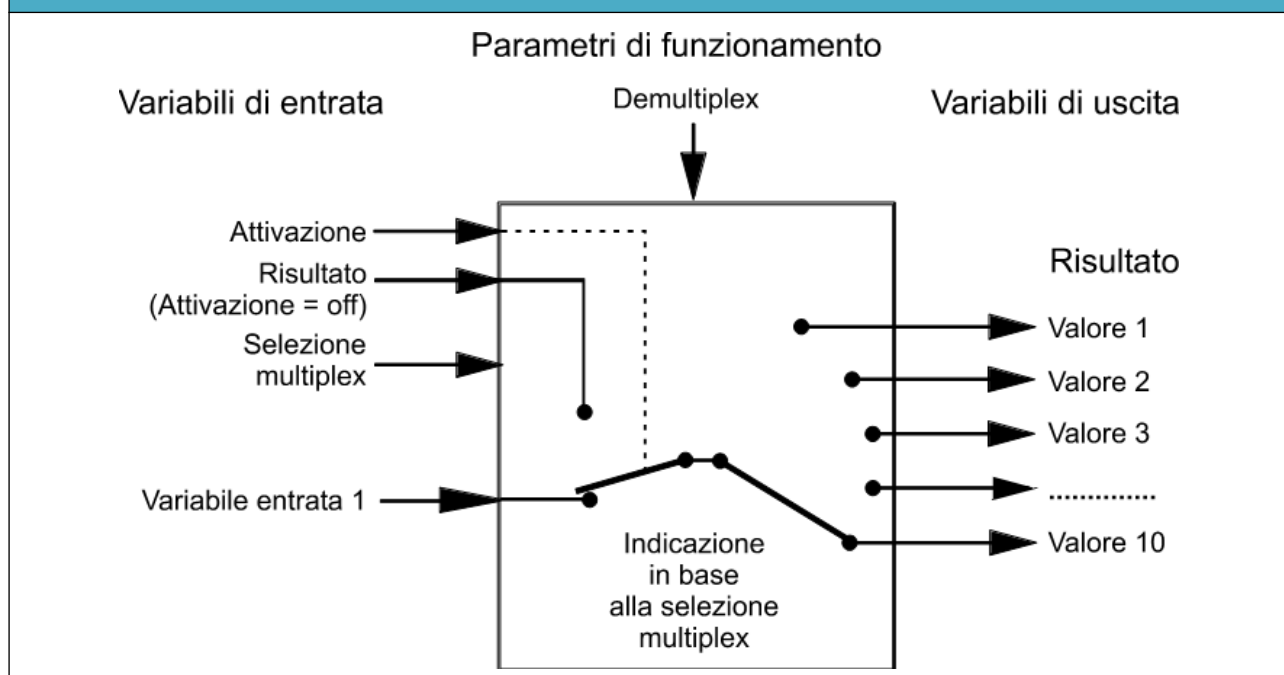 Parametri di funzionamento
Variabili di entrata
Demultiplex
Variabili di uscita
Attivazione
Risultato
(Attivazione = off)
Selezione
multiplex
Variabile entrata 1
Indicazione
in base
alla selezione
multiplex
Risultato
Valore 1
Valore 2
Valore 3
..............
Valore 10